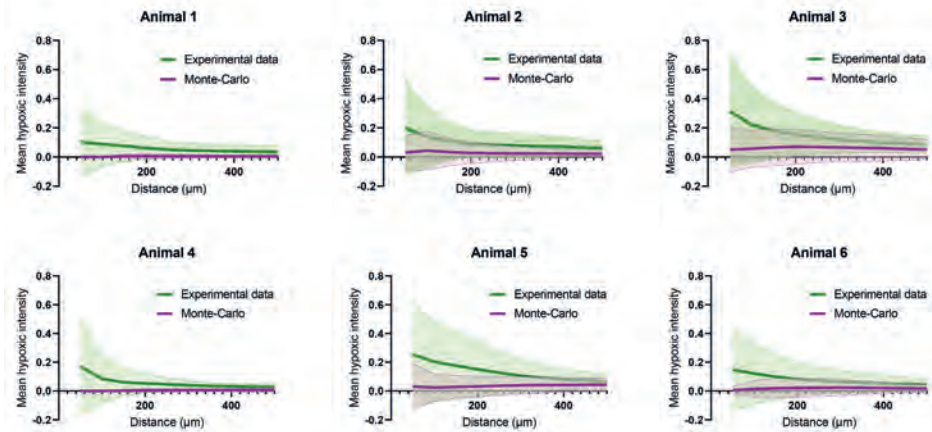 Animal 1
Mean hypoxic intensity
0.8
0.6
0.4
0.2
0.0
-0.2
200
400
Distance (µm)
Experimental data
Monte-Carlo
Animal 2
Mean hypoxic intensity
0.8
0.6
0.4
0.2
0.0
-0.2
200
400
Distance (µm)
Experimental data
Monte-Carlo
Animal 3
Mean hypoxic intensity
0.8
0.6
0.4
0.2
0.0
-0.2
200
400
Distance (µm)
Experimental data
Monte-Carlo
Animal 4
Mean hypoxic intensity
0.8
0.6
0.4
0.2
0.0
-0.2
200
400
Distance (µm)
Experimental data
Monte-Carlo
Animal 5
Mean hypoxic intensity
0.8
0.6
0.4
0.2
0.0
-0.2
200
400
Distance (µm)
Experimental data
Monte-Carlo
Animal 6
Mean hypoxic intensity
0.8
0.6
0.4
0.2
0.0
-0.2
200
400
Distance (µm)
Experimental data
Monte-Carlo